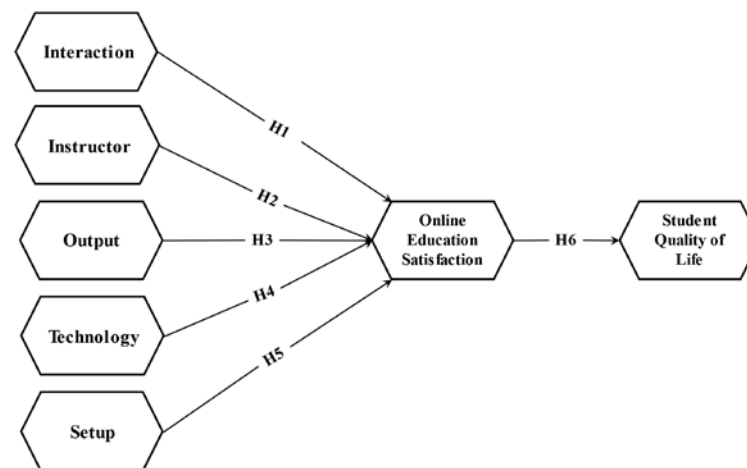 Interaction
H1
Instructor
H2
Output
H3
Online
Education
Satisfaction
H6
Student
Quality of
Life
H4
Technology
H5
Setup